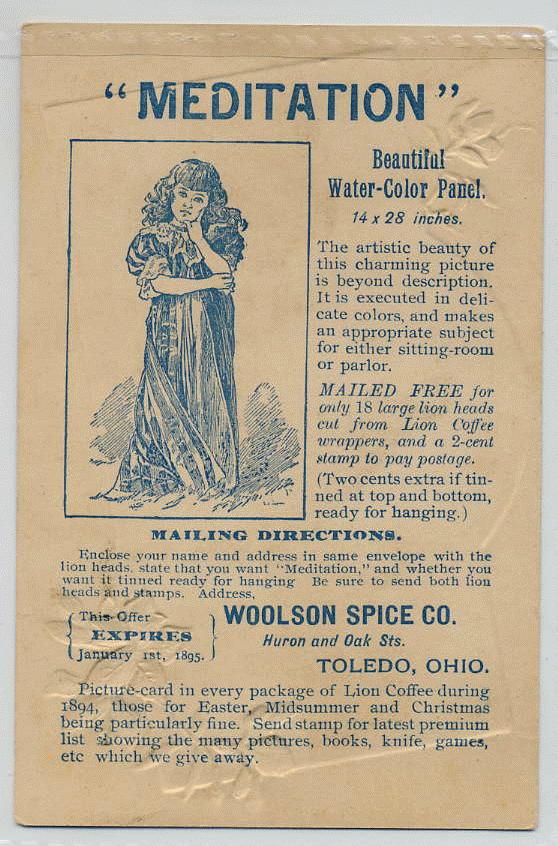 “MEDITATION”
Beautiful
Water-Color Panel.
14 x 28 inches.
The artistic beauty of
this charming picture
is beyond description.
It is executed in deli-
cate colors, and makes
an appropriate subject
for either sitting-room
or parlor.
MAILED FREE for
only 18 large lion heads
cut from Lion Coffee
wrappers, and a 2-cent
stamp to pay postage.
(Two cents extra if tin-
ned at top and bottom,
ready for hanging.)
MAILING DIRECTIONS.
Enclose your name and address in same envelope with the
lion heads. state that you want “Meditation,” and whether you
want it tinned ready for hanging Be sure to send both lion
heads and stamps. Address,
This Offer
EXPIRES
January 1st, 1895.
WOOLSON SPICE CO.
Huron and Oak Sts.
TOLEDO, OHIO.
Picture-card in every package of Lion Coffee during
1894, those for Easter, Midsummer and Christmas
being particularly fine. Send stamp for latest premium
list showing the many pictures, books, knife, games,
etc which we give away.